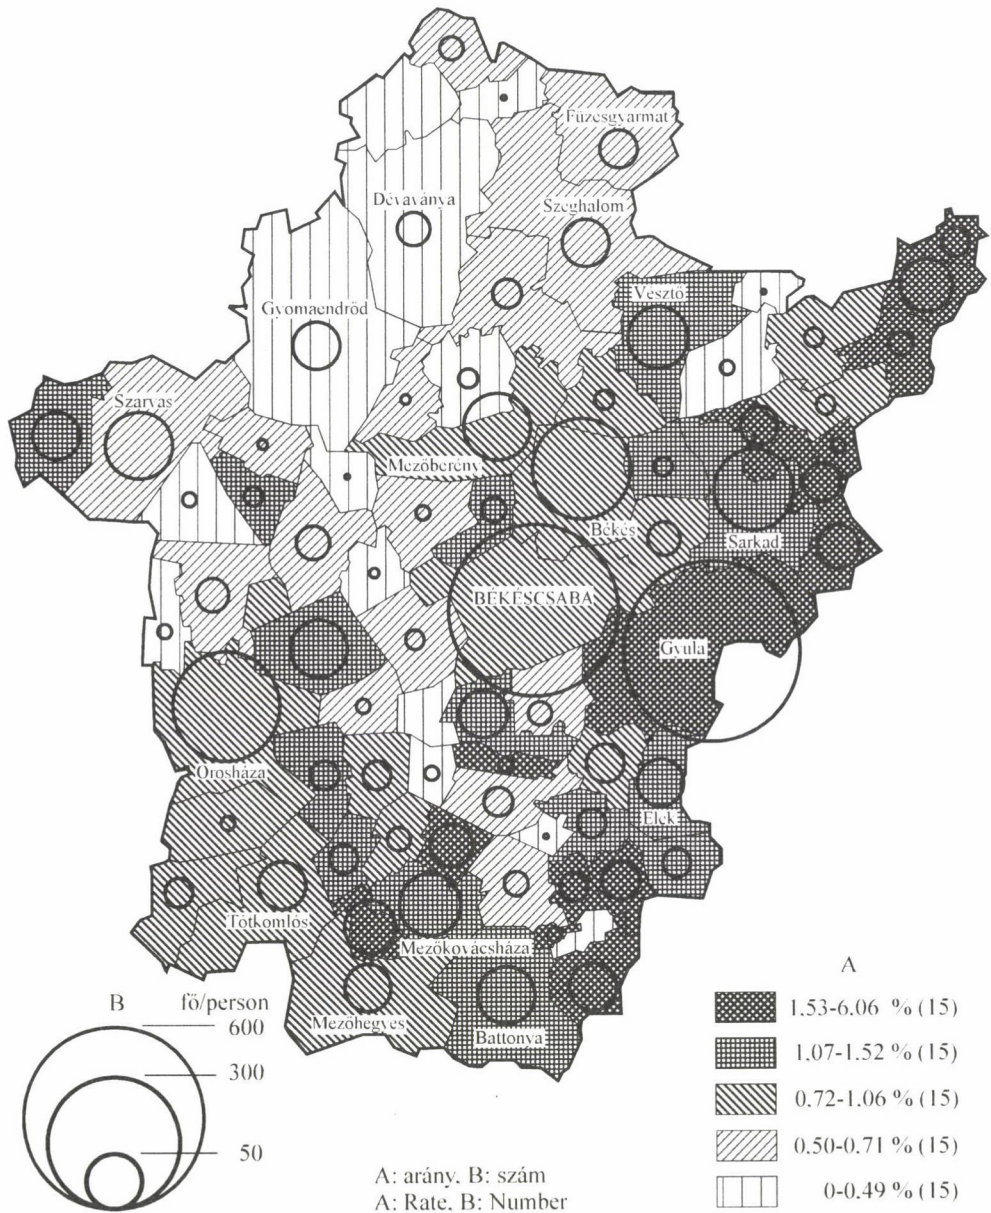 Füzesgyarmat
Dévaványa
Szeghalom
Gyomaendrőd
Vésztő
Szarvas
Mezőberény
Békés
Sarkad
BÉKÉSCSABA
Gyula
Orosháza
Elek
Tótkomlós
Mezőkovácsháza
Mezőhegyes
Battonya
B fő/person
600
300
50
A
1.53-6.06 % (15)
1.07-1.52 % (15)
0.72-1.06 % (15)
0.50-0.71 % (15)
0-0.49 % (15)
A: arány, B: szám
A: Rate, B: Number